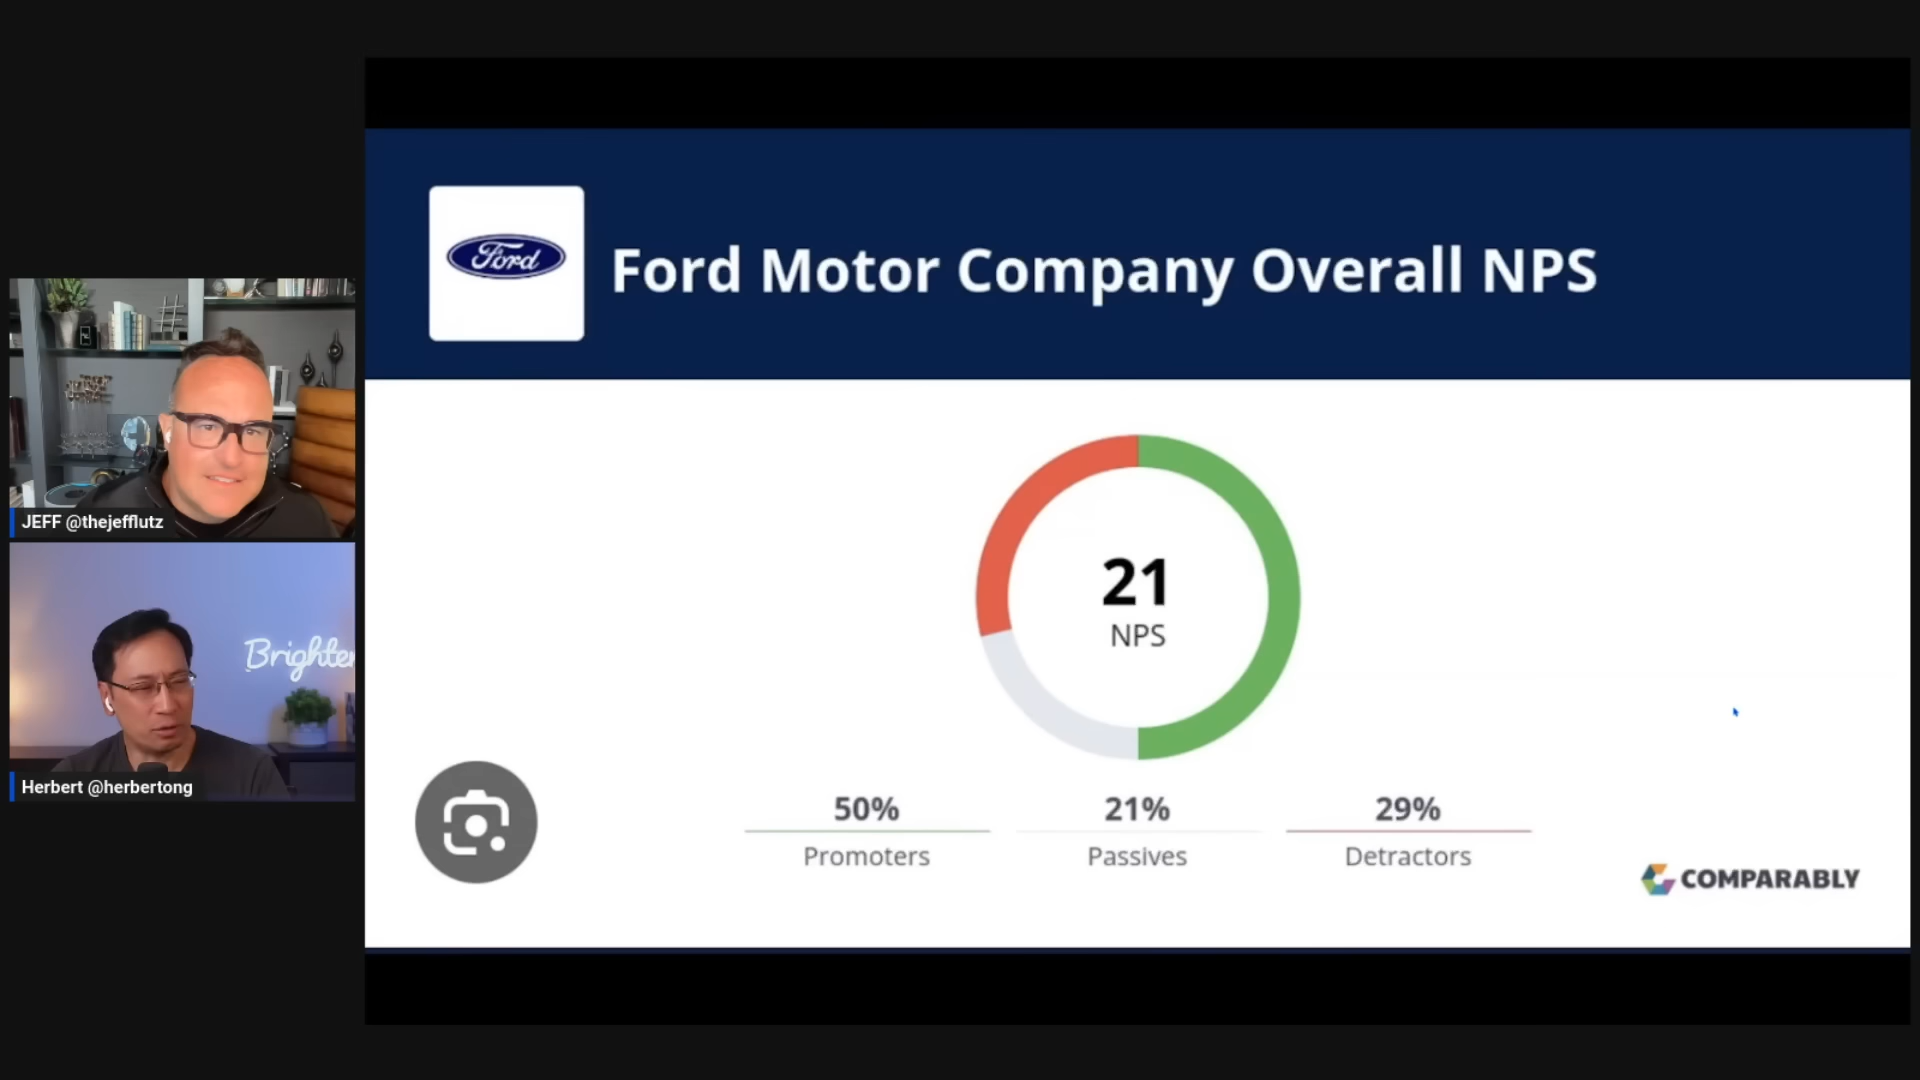 Ford
Ford Motor Company Overall NPS
21
NPS
50%
Promoters
21%
Passives
29%
Detractors
COMPARABLY
JEFF @thejefflutz
Brighte
Herbert @herbertong